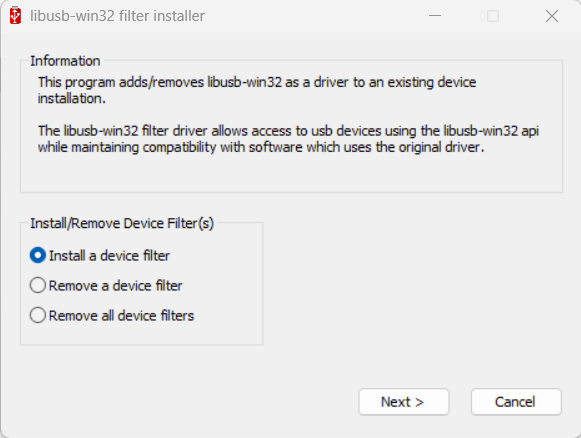 libusb-win32 filter installer
Information
This program adds/removes libusb-win32 as a driver to an existing device
installation.
The libusb-win32 filter driver allows access to usb devices using the libusb-win32 api
while maintaining compatibility with software which uses the original driver.
Install/Remove Device Filter(s)
Install a device filter
Remove a device filter
Remove all device filters
Next >
Cancel